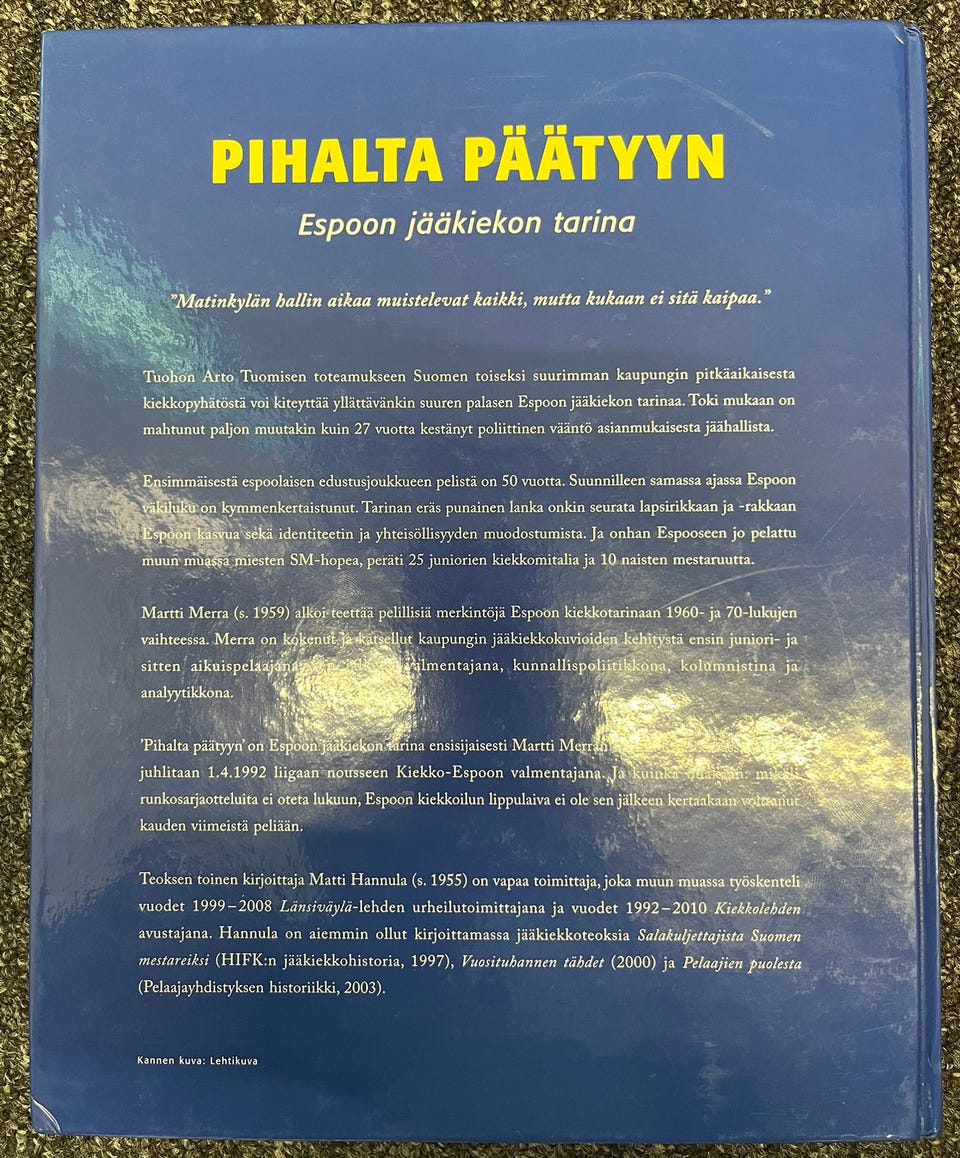 PIHALTA PÄÄTYYN
Espoon jääkiekon tarina
”Matinkylän hallin aikaa muistelevat kaikki, mutta kukaan ei sitä kaipaa.”
Tuohon Arto Tuomisen toteamukseen Suomen toiseksi suurimman kaupungin pitkäaikaisesta
kiekkopyhätöstä voi kiteyttää yllättävänkin suuren palasen Espoon jääkiekon tarinaa. Toki mukaan on
mahtunut paljon muutakin kuin 27 vuotta kestänyt poliittinen vääntö asianmukaisesta jäähallista.
Ensimmäisestä espoolaisen edustusjoukkueen pelistä on 50 vuotta. Suunnilleen samassa ajassa Espoon
väkiluku on kymmenkertaistunut. Tarinan eräs punainen lanka onkin seurata lapsirikkaan ja -rakkaan
Espoon kasvua sekä identiteetin ja yhteisöllisyyden muodostumista. Ja onhan Espooseen jo pelattu
muun muassa miesten SM-hopea, peräti 25 juniorien kiekkomitalia ja 10 naisten mestaruutta.
Martti Merra (s. 1959) alkoi teettää pelillisiä merkintöjä Espoon kiekkotarinaan 1960- ja 70-lukujen
vaihteessa. Merra on kokenut ja katsellut kaupungin jääkiekkokuvioiden kehitystä ensin juniori- ja
sitten aikuispelaajana, valmentajana, kunnallispoliitikkona, kolumnistina ja
analyytikkona.
’Pihalta päätyyn’ on Espoon jääkiekon tarina ensisijaisesti Martti Merran
juhlitaan 1.4.1992 liigaan nousseen Kiekko-Espoon valmentajana. Ja kuinka ollakaan: mikäli
runkosarjaotteluita ei oteta lukuun, Espoon kiekkoilun lippulaiva ei ole sen jälkeen kertaakaan voittanut
kauden viimeistä peliään.
Teoksen toinen kirjoittaja Matti Hannula (s. 1955) on vapaa toimittaja, joka muun muassa työskenteli
vuodet 1999–2008 Länsiväylä-lehden urheilutoimittajana ja vuodet 1992–2010 Kiekkolehden
avustajana. Hannula on aiemmin ollut kirjoittamassa jääkiekkoteoksia Salakuljettajista Suomen
mestareiksi (HIFK:n jääkiekkohistoria, 1997), Vuosituhannen tähdet (2000) ja Pelaajien puolesta
(Pelaajayhdistyksen historiikki, 2003).
Kannen kuva: Lehtikuva